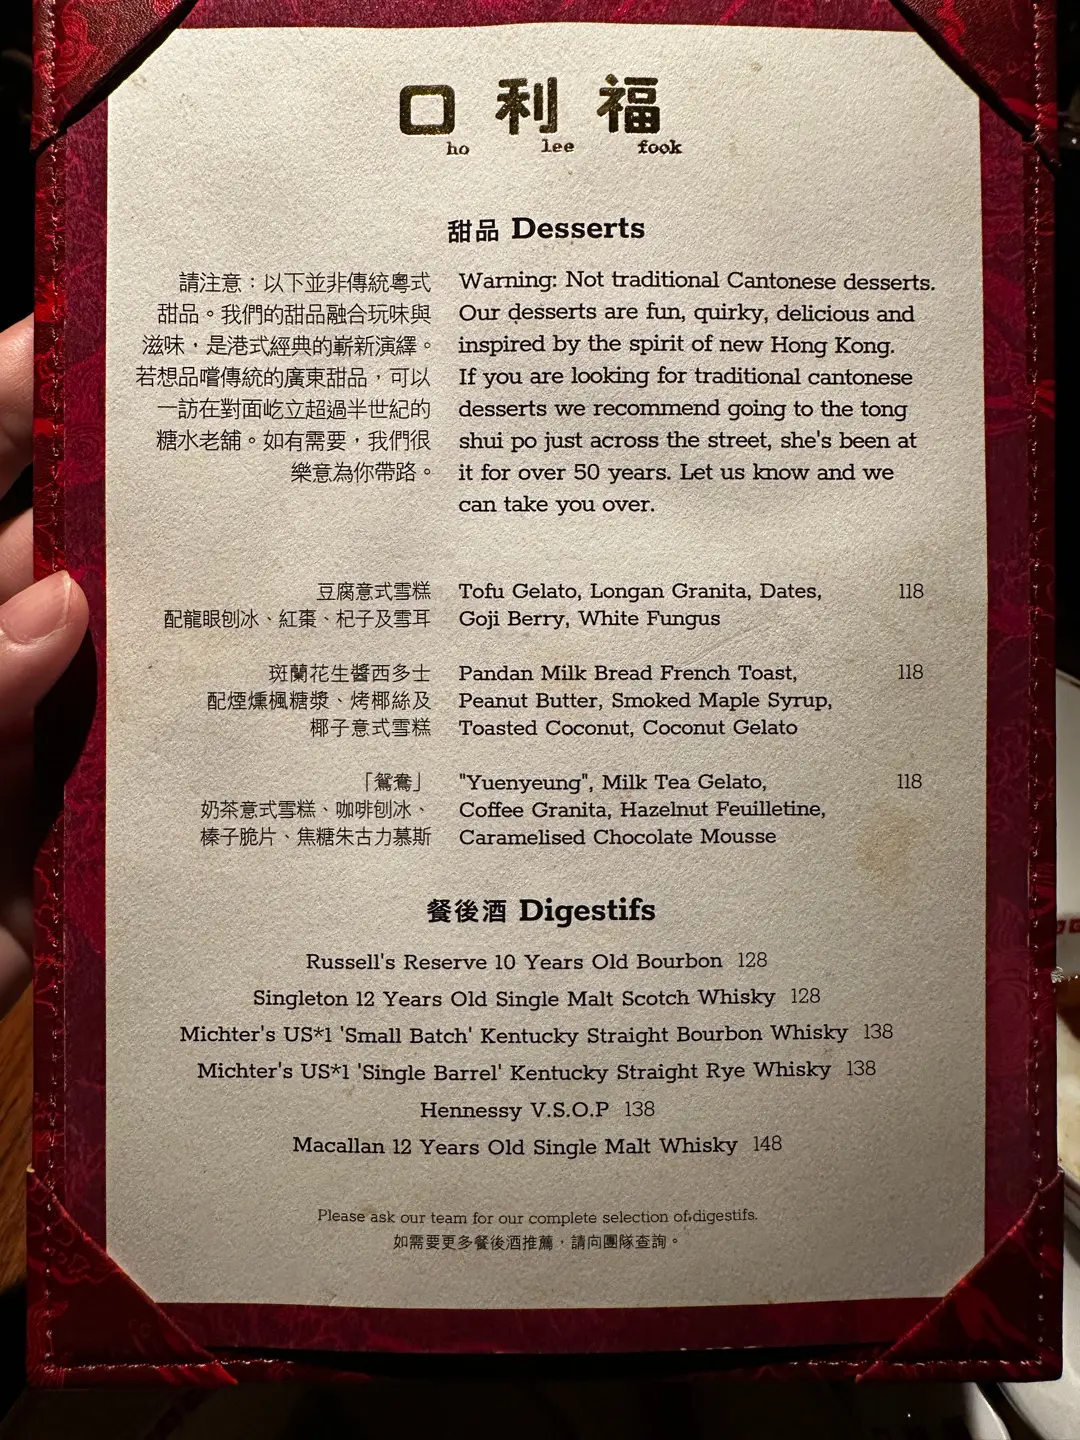 口利福
ho lee fook
甜品 Desserts
請注意：以下並非傳統粵式
甜品。我們的甜品融合玩味與
滋味，是港式經典的嶄新演繹。
若想品嚐傳統的廣東甜品，可以
一訪在對面屹立超過半世紀的
糖水老舖。如有需要，我們很
樂意為你帶路。
Warning: Not traditional Cantonese desserts.
Our desserts are fun, quirky, delicious and
inspired by the spirit of new Hong Kong.
If you are looking for traditional cantonese
desserts we recommend going to the tong
shui po just across the street, she's been at
it for over 50 years. Let us know and we
can take you over.
豆腐意式雪糕
配龍眼刨冰、紅棗、杞子及雪耳
Tofu Gelato, Longan Granita, Dates, 118
Goji Berry, White Fungus
斑蘭花生醬西多士
配煙燻楓糖漿、烤椰絲及
椰子意式雪糕
Pandan Milk Bread French Toast, 118
Peanut Butter, Smoked Maple Syrup,
Toasted Coconut, Coconut Gelato
「鴛鴦」
奶茶意式雪糕、咖啡刨冰、
榛子脆片、焦糖朱古力慕斯
"Yuenyeung", Milk Tea Gelato, 118
Coffee Granita, Hazelnut Feuilletine,
Caramelised Chocolate Mousse
餐後酒 Digestifs
Russell's Reserve 10 Years Old Bourbon 128
Singleton 12 Years Old Single Malt Scotch Whisky 128
Michter's US*1 'Small Batch' Kentucky Straight Bourbon Whisky 138
Michter's US*1 'Single Barrel' Kentucky Straight Rye Whisky 138
Hennessy V.S.O.P 138
Macallan 12 Years Old Single Malt Whisky 148
Please ask our team for our complete selection of digestifs.
如需要更多餐後酒推薦，請向團隊查詢。